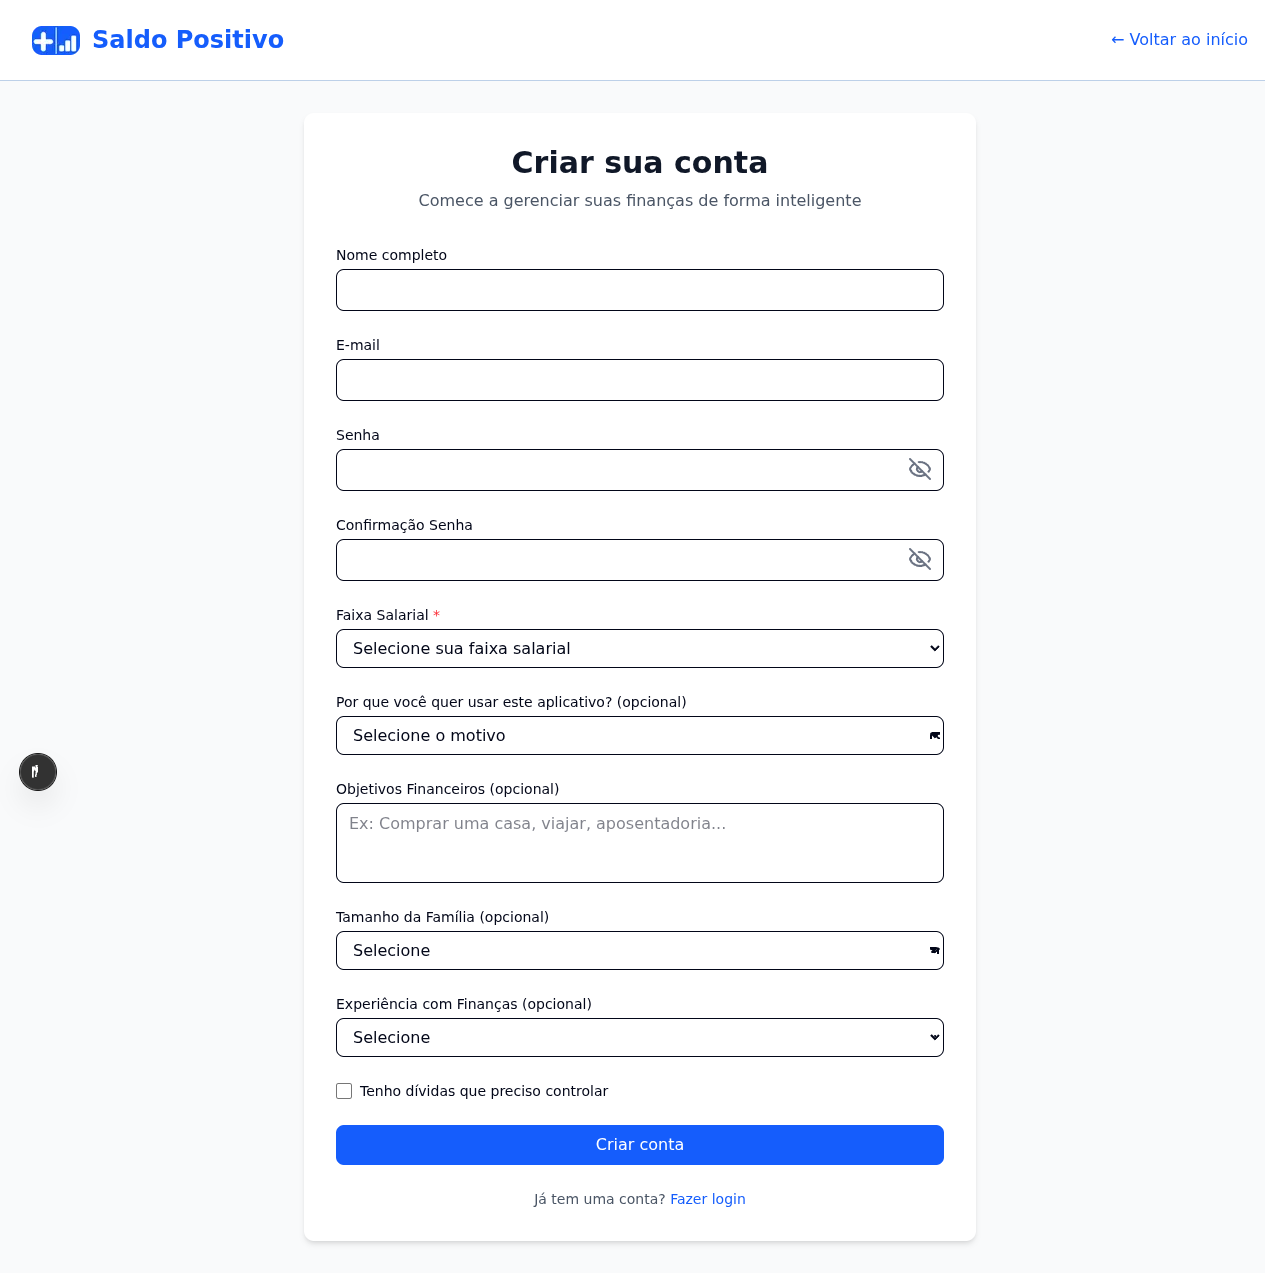 Saldo Positivo
← Voltar ao início
Criar sua conta
Comece a gerenciar suas finanças de forma inteligente
Nome completo
E-mail
Senha
Confirmação Senha
Faixa Salarial *
Selecione sua faixa salarial
Por que você quer usar este aplicativo? (opcional)
Selecione o motivo
Objetivos Financeiros (opcional)
Ex: Comprar uma casa, viajar, aposentadoria...
Tamanho da Família (opcional)
Selecione
Experiência com Finanças (opcional)
Selecione
Tenho dívidas que preciso controlar
Criar conta
Já tem uma conta? Fazer login